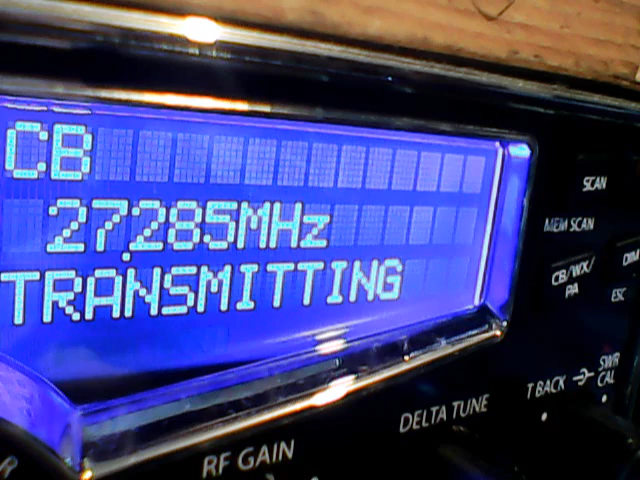 CB
27.285MHz
TRANSMITTING
SCAN
MEM SCAN
CB/WX/
PA
DIM
ESC
T BACK
SWR
CAL
DELTA TUNE
RF GAIN